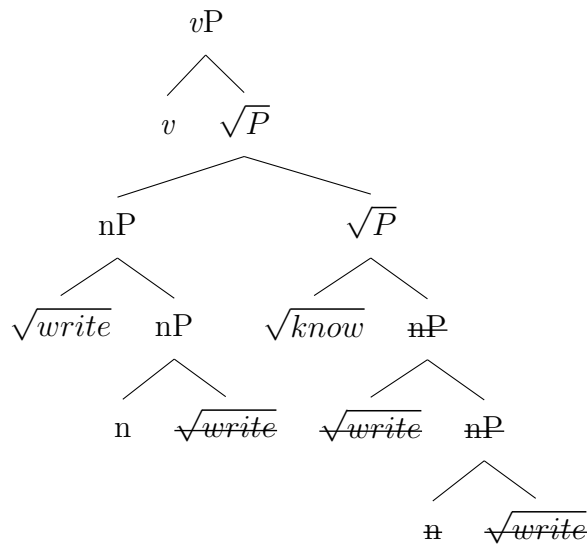 vP
v √P
nP √P
√write nP √know nP
n √write √write nP
n √write